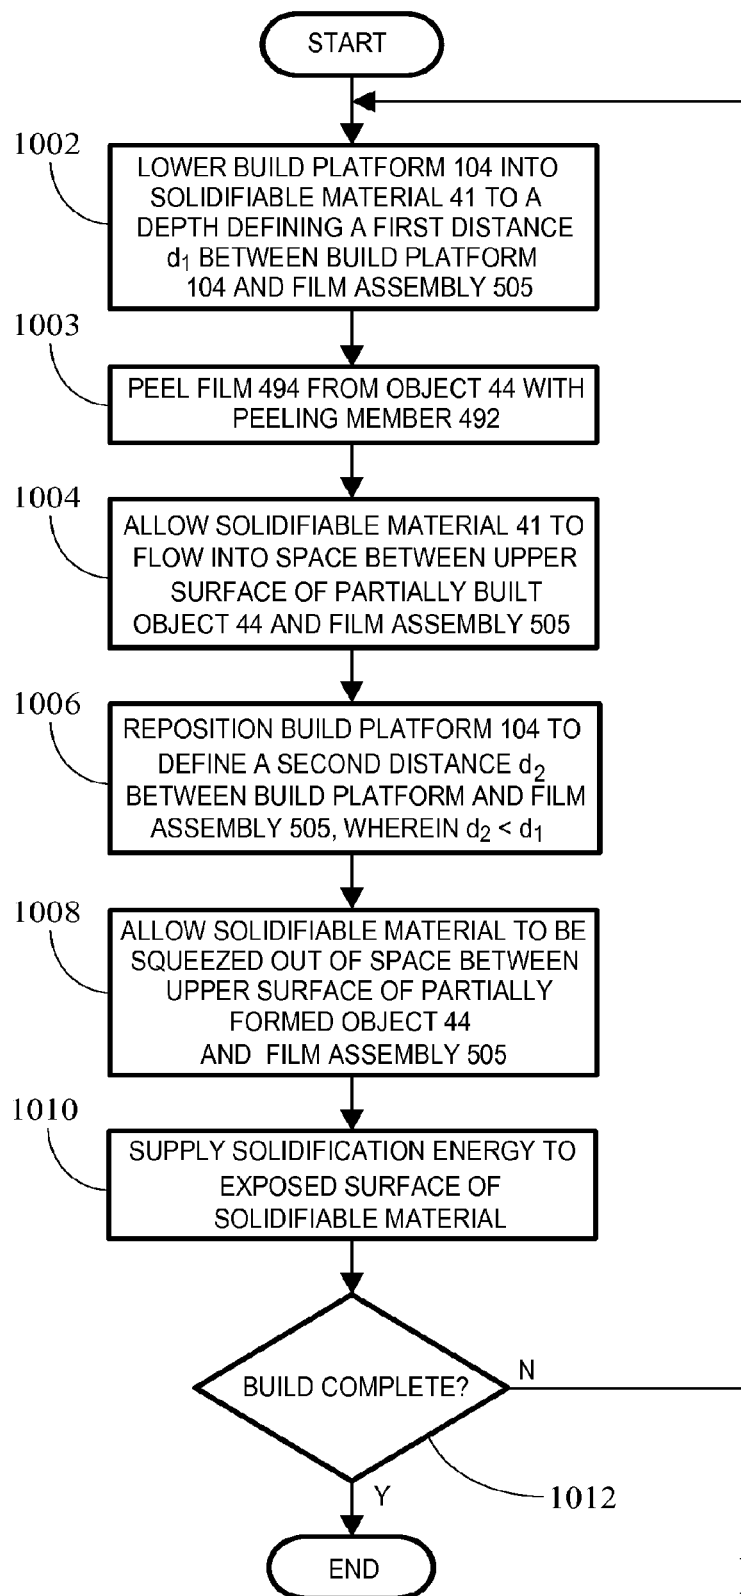 START
1002
LOWER BUILD PLATFORM 104 INTO
SOLIDIFIABLE MATERIAL 41 TO A
DEPTH DEFINING A FIRST DISTANCE
d₁ BETWEEN BUILD PLATFORM
104 AND FILM ASSEMBLY 505
1003
PEEL FILM 494 FROM OBJECT 44 WITH
PEELING MEMBER 492
1004
ALLOW SOLIDIFIABLE MATERIAL 41 TO
FLOW INTO SPACE BETWEEN UPPER
SURFACE OF PARTIALLY BUILT
OBJECT 44 AND FILM ASSEMBLY 505
1006
REPOSITION BUILD PLATFORM 104 TO
DEFINE A SECOND DISTANCE d₂
BETWEEN BUILD PLATFORM AND FILM
ASSEMBLY 505, WHEREIN d₂ < d₁
1008
ALLOW SOLIDIFIABLE MATERIAL TO BE
SQUEEZED OUT OF SPACE BETWEEN
UPPER SURFACE OF PARTIALLY
FORMED OBJECT 44
AND FILM ASSEMBLY 505
1010
SUPPLY SOLIDIFICATION ENERGY TO
EXPOSED SURFACE OF
SOLIDIFIABLE MATERIAL
BUILD COMPLETE?
N
Y
1012
END